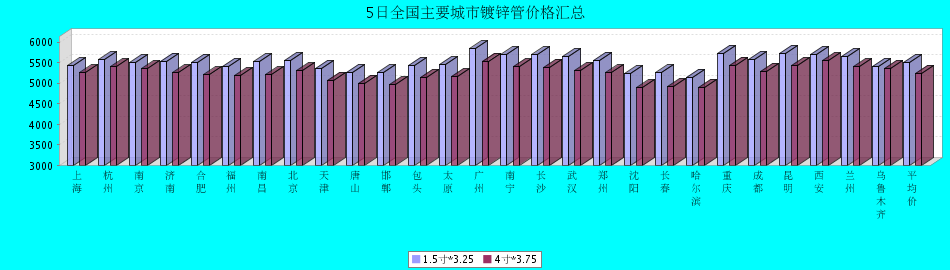 5日全国主要城市镀锌管价格汇总
6000
5500
5000
4500
4000
3500
3000
上海
杭州
南京
济南
合肥
福州
南昌
北京
天津
唐山
邯郸
包头
太原
广州
南宁
长沙
武汉
郑州
沈阳
长春
哈尔滨
重庆
成都
昆明
西安
兰州
乌鲁木齐
平均价
1.5寸*3.25
4寸*3.75